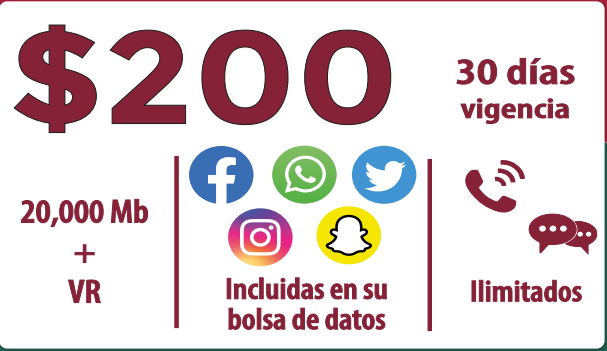 $200
30 días
vigencia
20,000 Mb
+
VR
Incluidas en su
bolsa de datos
Ilimitados